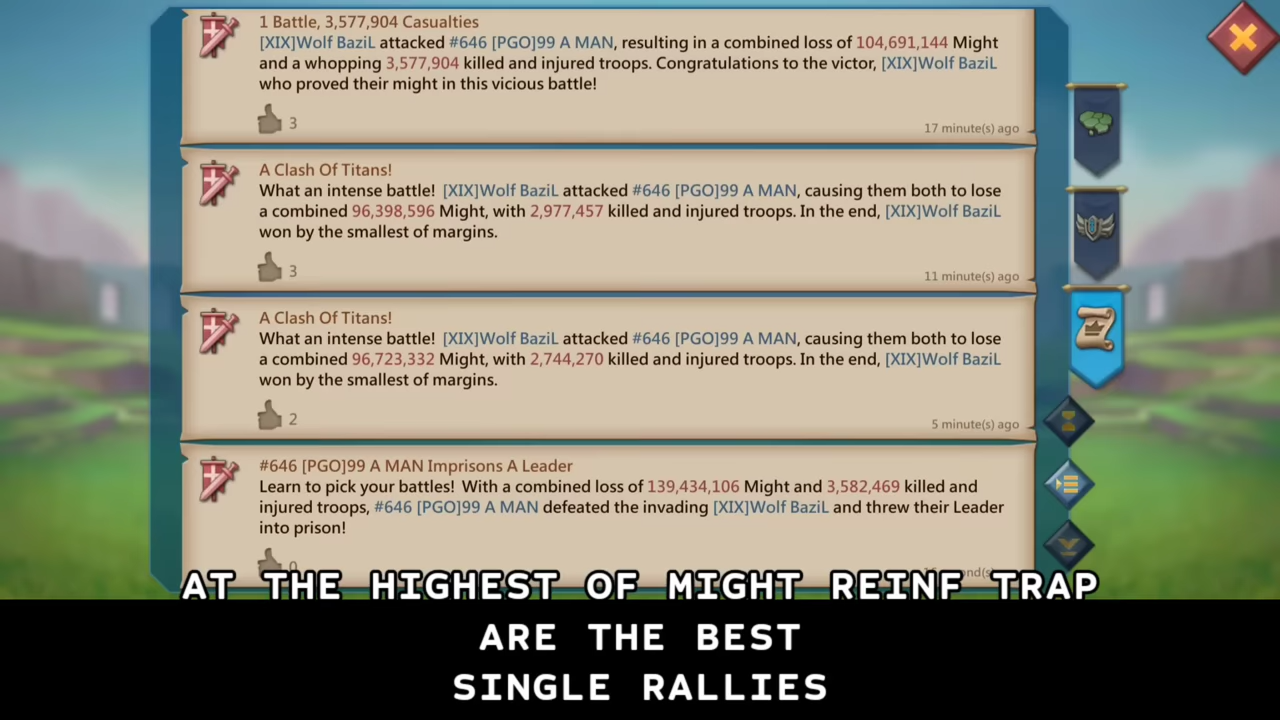 1 Battle, 3,577,904 Casualties
[XIX]Wolf BaziL attacked #646 [PGO]99 A MAN, resulting in a combined loss of 104,691,144 Might
and a whopping 3,577,904 killed and injured troops. Congratulations to the victor, [XIX]Wolf BaziL
who proved their might in this vicious battle!
3
17 minute(s) ago
A Clash Of Titans!
What an intense battle! [XIX]Wolf BaziL attacked #646 [PGO]99 A MAN, causing them both to lose
a combined 96,398,596 Might, with 2,977,457 killed and injured troops. In the end, [XIX]Wolf BaziL
won by the smallest of margins.
3
11 minute(s) ago
A Clash Of Titans!
What an intense battle! [XIX]Wolf BaziL attacked #646 [PGO]99 A MAN, causing them both to lose
a combined 96,723,332 Might, with 2,744,270 killed and injured troops. In the end, [XIX]Wolf BaziL
won by the smallest of margins.
2
5 minute(s) ago
#646 [PGO]99 A MAN Imprisons A Leader
Learn to pick your battles! With a combined loss of 139,434,106 Might and 3,582,469 killed and
injured troops, #646 [PGO]99 A MAN defeated the invading [XIX]Wolf BaziL and threw their Leader
into prison!
0
AT THE HIGHEST OF MIGHT REINF TRAP
ARE THE BEST
SINGLE RALLIES